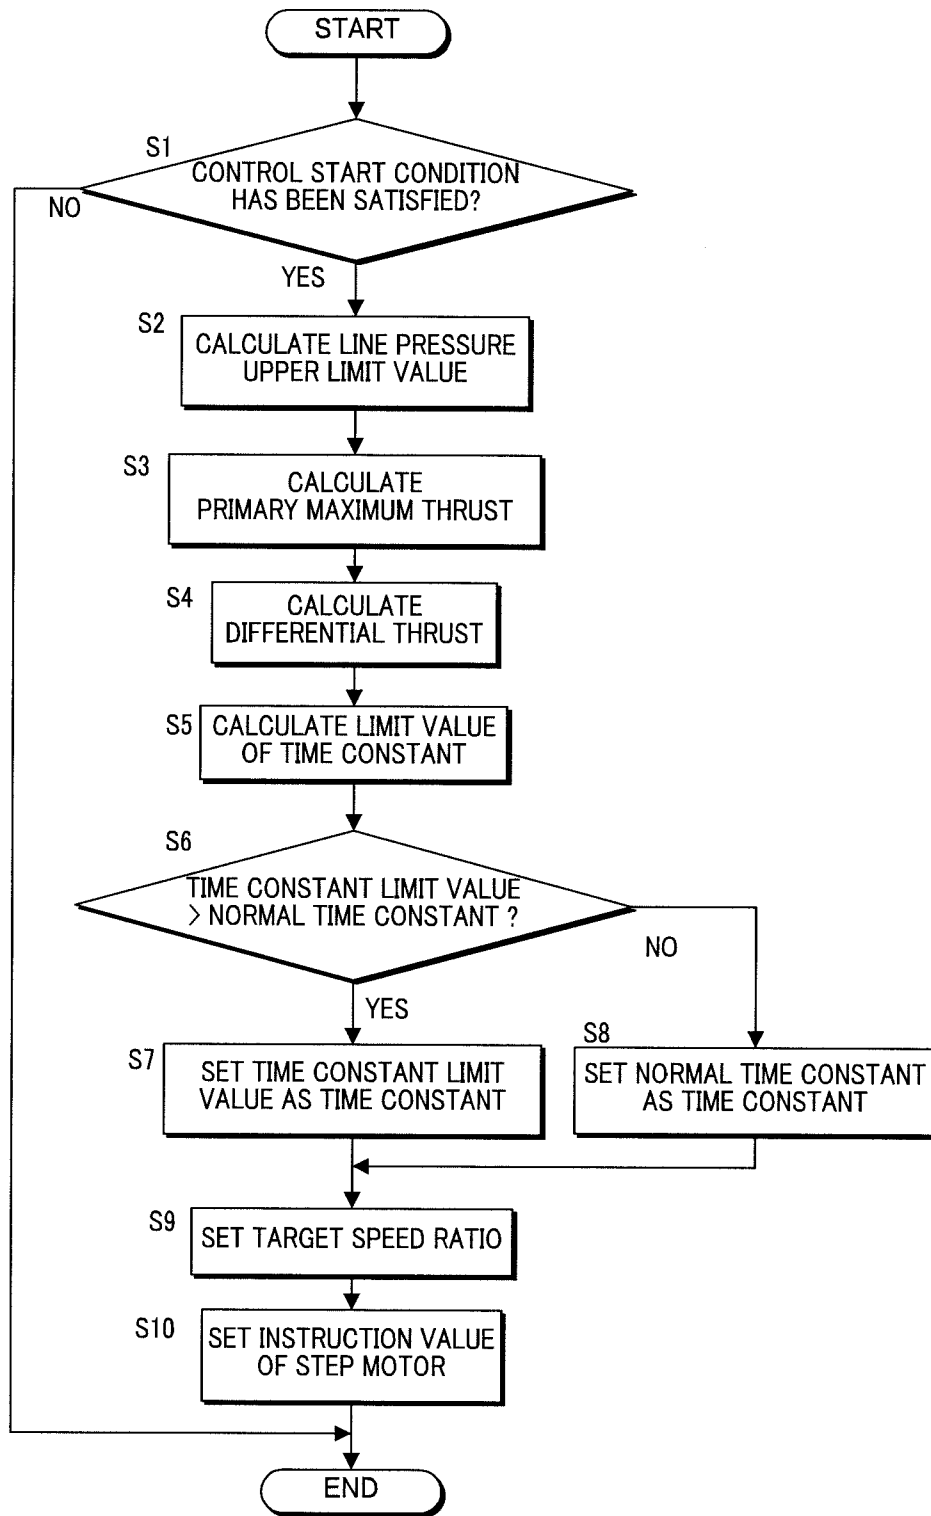 START
S1
CONTROL START CONDITION
HAS BEEN SATISFIED?
NO
YES
S2
CALCULATE LINE PRESSURE
UPPER LIMIT VALUE
S3
CALCULATE
PRIMARY MAXIMUM THRUST
S4
CALCULATE
DIFFERENTIAL THRUST
S5
CALCULATE LIMIT VALUE
OF TIME CONSTANT
S6
TIME CONSTANT LIMIT VALUE
> NORMAL TIME CONSTANT ?
NO
YES
S7
SET TIME CONSTANT LIMIT
VALUE AS TIME CONSTANT
S8
SET NORMAL TIME CONSTANT
AS TIME CONSTANT
S9
SET TARGET SPEED RATIO
S10
SET INSTRUCTION VALUE
OF STEP MOTOR
END